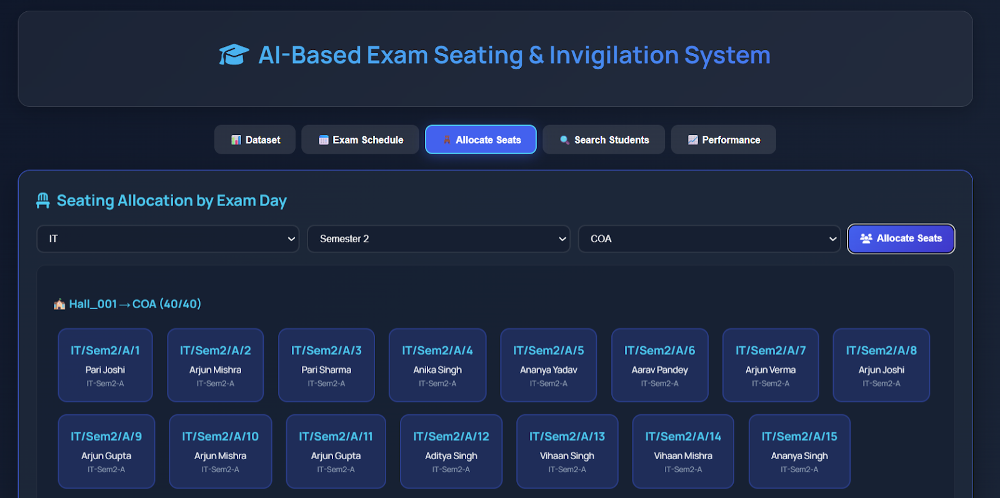 AI-Based Exam Seating & Invigilation System
Dataset
Exam Schedule
Allocate Seats
Search Students
Performance
Seating Allocation by Exam Day
IT
Semester 2
COA
Allocate Seats
Hall_001→COA (40/40)
IT/Sem2/A/1
Pari Joshi
IT-Sem2-A
IT/Sem2/A/2
Arjun Mishra
IT-Sem2-A
IT/Sem2/A/3
Pari Sharma
IT-Sem2-A
IT/Sem2/A/4
Anika Singh
IT-Sem2-A
IT/Sem2/A/5
Ananya Yadav
IT-Sem2-A
IT/Sem2/A/6
Aarav Pandey
IT-Sem2-A
IT/Sem2/A/7
Arjun Verma
IT-Sem2-A
IT/Sem2/A/8
Arjun Joshi
IT-Sem2-A
IT/Sem2/A/9
Arjun Gupta
IT-Sem2-A
IT/Sem2/A/10
Arjun Mishra
IT-Sem2-A
IT/Sem2/A/11
Arjun Gupta
IT-Sem2-A
IT/Sem2/A/12
Aditya Singh
IT-Sem2-A
IT/Sem2/A/13
Vihaan Singh
IT-Sem2-A
IT/Sem2/A/14
Vihaan Mishra
IT-Sem2-A
IT/Sem2/A/15
Ananya Singh
IT-Sem2-A